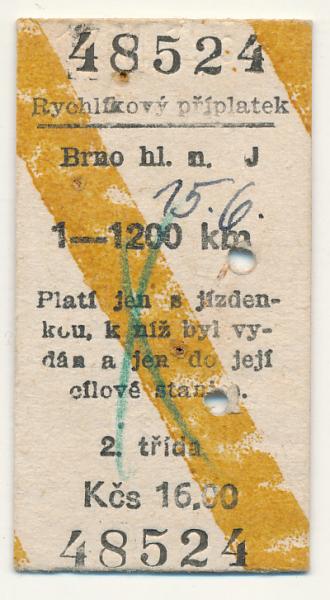 48524
Rychlíkový příplatek
Brno hl. n. J
15.6.
1—1200 km
Platí jen s jízden-
kou, k níž byl vy-
dán a jen do její
cílové stanice.
2. třída
Kčs 16,00
48524